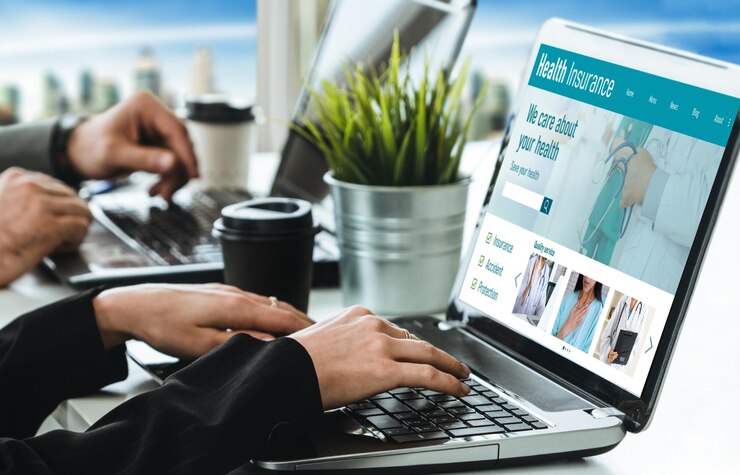 Health Insurance
Home Menu News Blog About
We care about
your health
Save your health
Quality service
Insurance
Accident
Protection